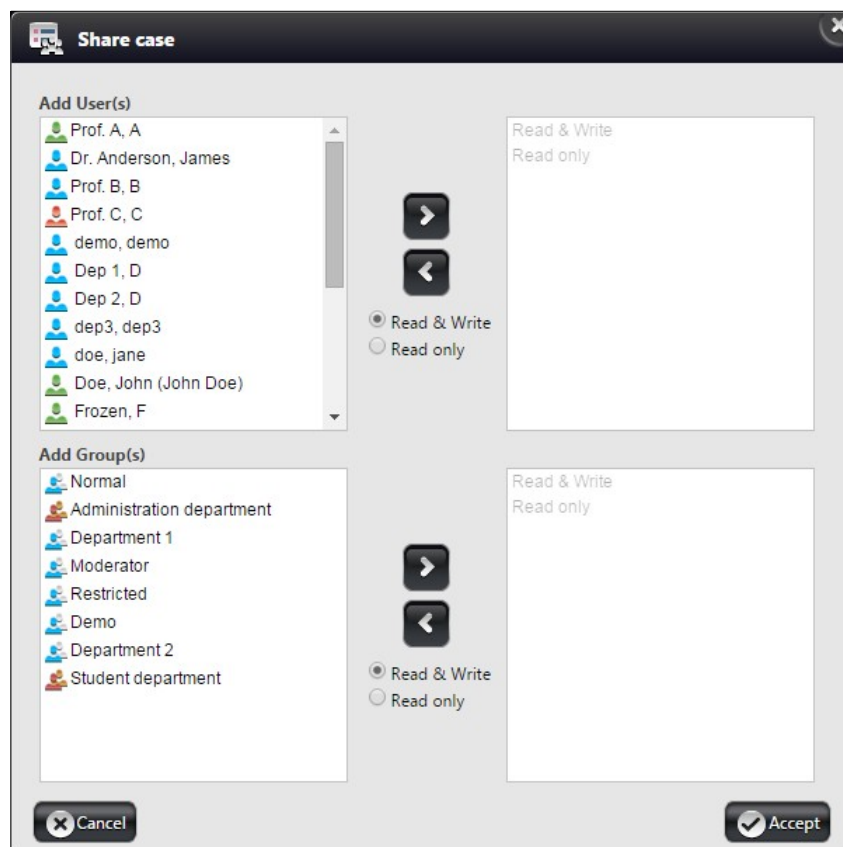 Share case
Add User(s)
Prof. A, A
Dr. Anderson, James
Prof. B, B
Prof. C, C
demo, demo
Dep 1, D
Dep 2, D
dep3, dep3
doe, jane
Doe, John (John Doe)
Frozen, F
Read & Write
Read only
Read & Write
Read only
Add Group(s)
Normal
Administration department
Department 1
Moderator
Restricted
Demo
Department 2
Student department
Read & Write
Read only
Read & Write
Read only
Cancel
Accept